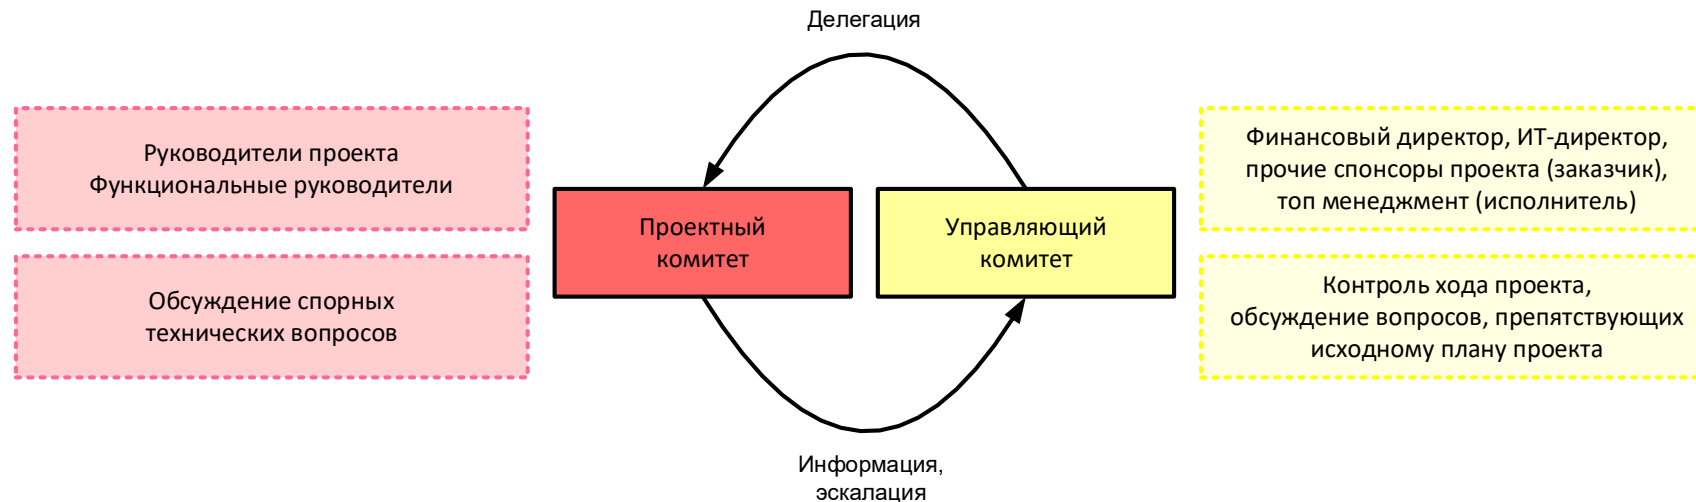 Делегация
Руководители проекта
Функциональные руководители
Обсуждение спорных
технических вопросов
Проектный
комитет
Управляющий
комитет
Финансовый директор, ИТ-директор,
прочие спонсоры проекта (заказчик),
топ менеджмент (исполнитель)
Контроль хода проекта,
обсуждение вопросов, препятствующих
исходному плану проекта
Информация,
эскалация